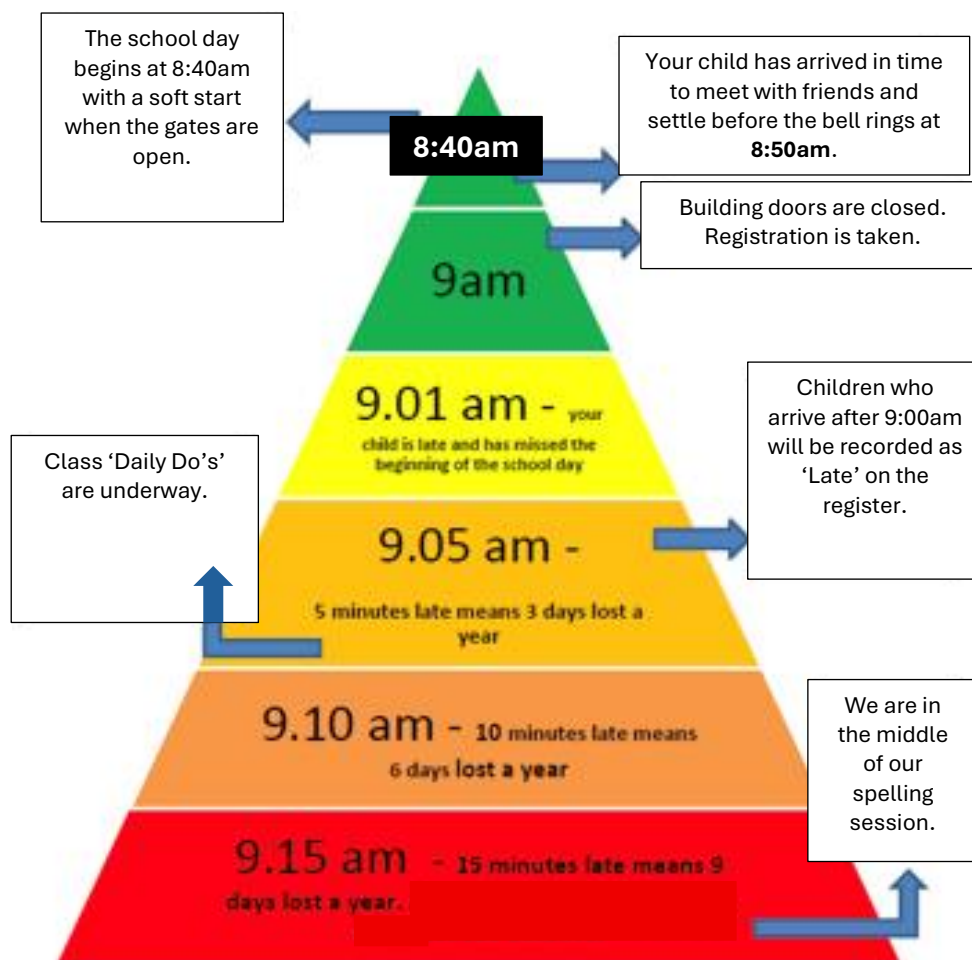 The school day
begins at 8:40am
with a soft start
when the gates are
open.
Your child has arrived in time
to meet with friends and
settle before the bell rings at
8:50am.
8:40am
Building doors are closed.
Registration is taken.
9am
9.01 am - your
child is late and has missed the
beginning of the school day
Children who
arrive after 9:00am
will be recorded as
‘Late’ on the
register.
Class ‘Daily Do’s’
are underway.
9.05 am -
5 minutes late means 3 days lost a
year
9.10 am - 10 minutes late means
6 days lost a year
We are in
the middle
of our
spelling
session.
9.15 am - 15 minutes late means 9
days lost a year.